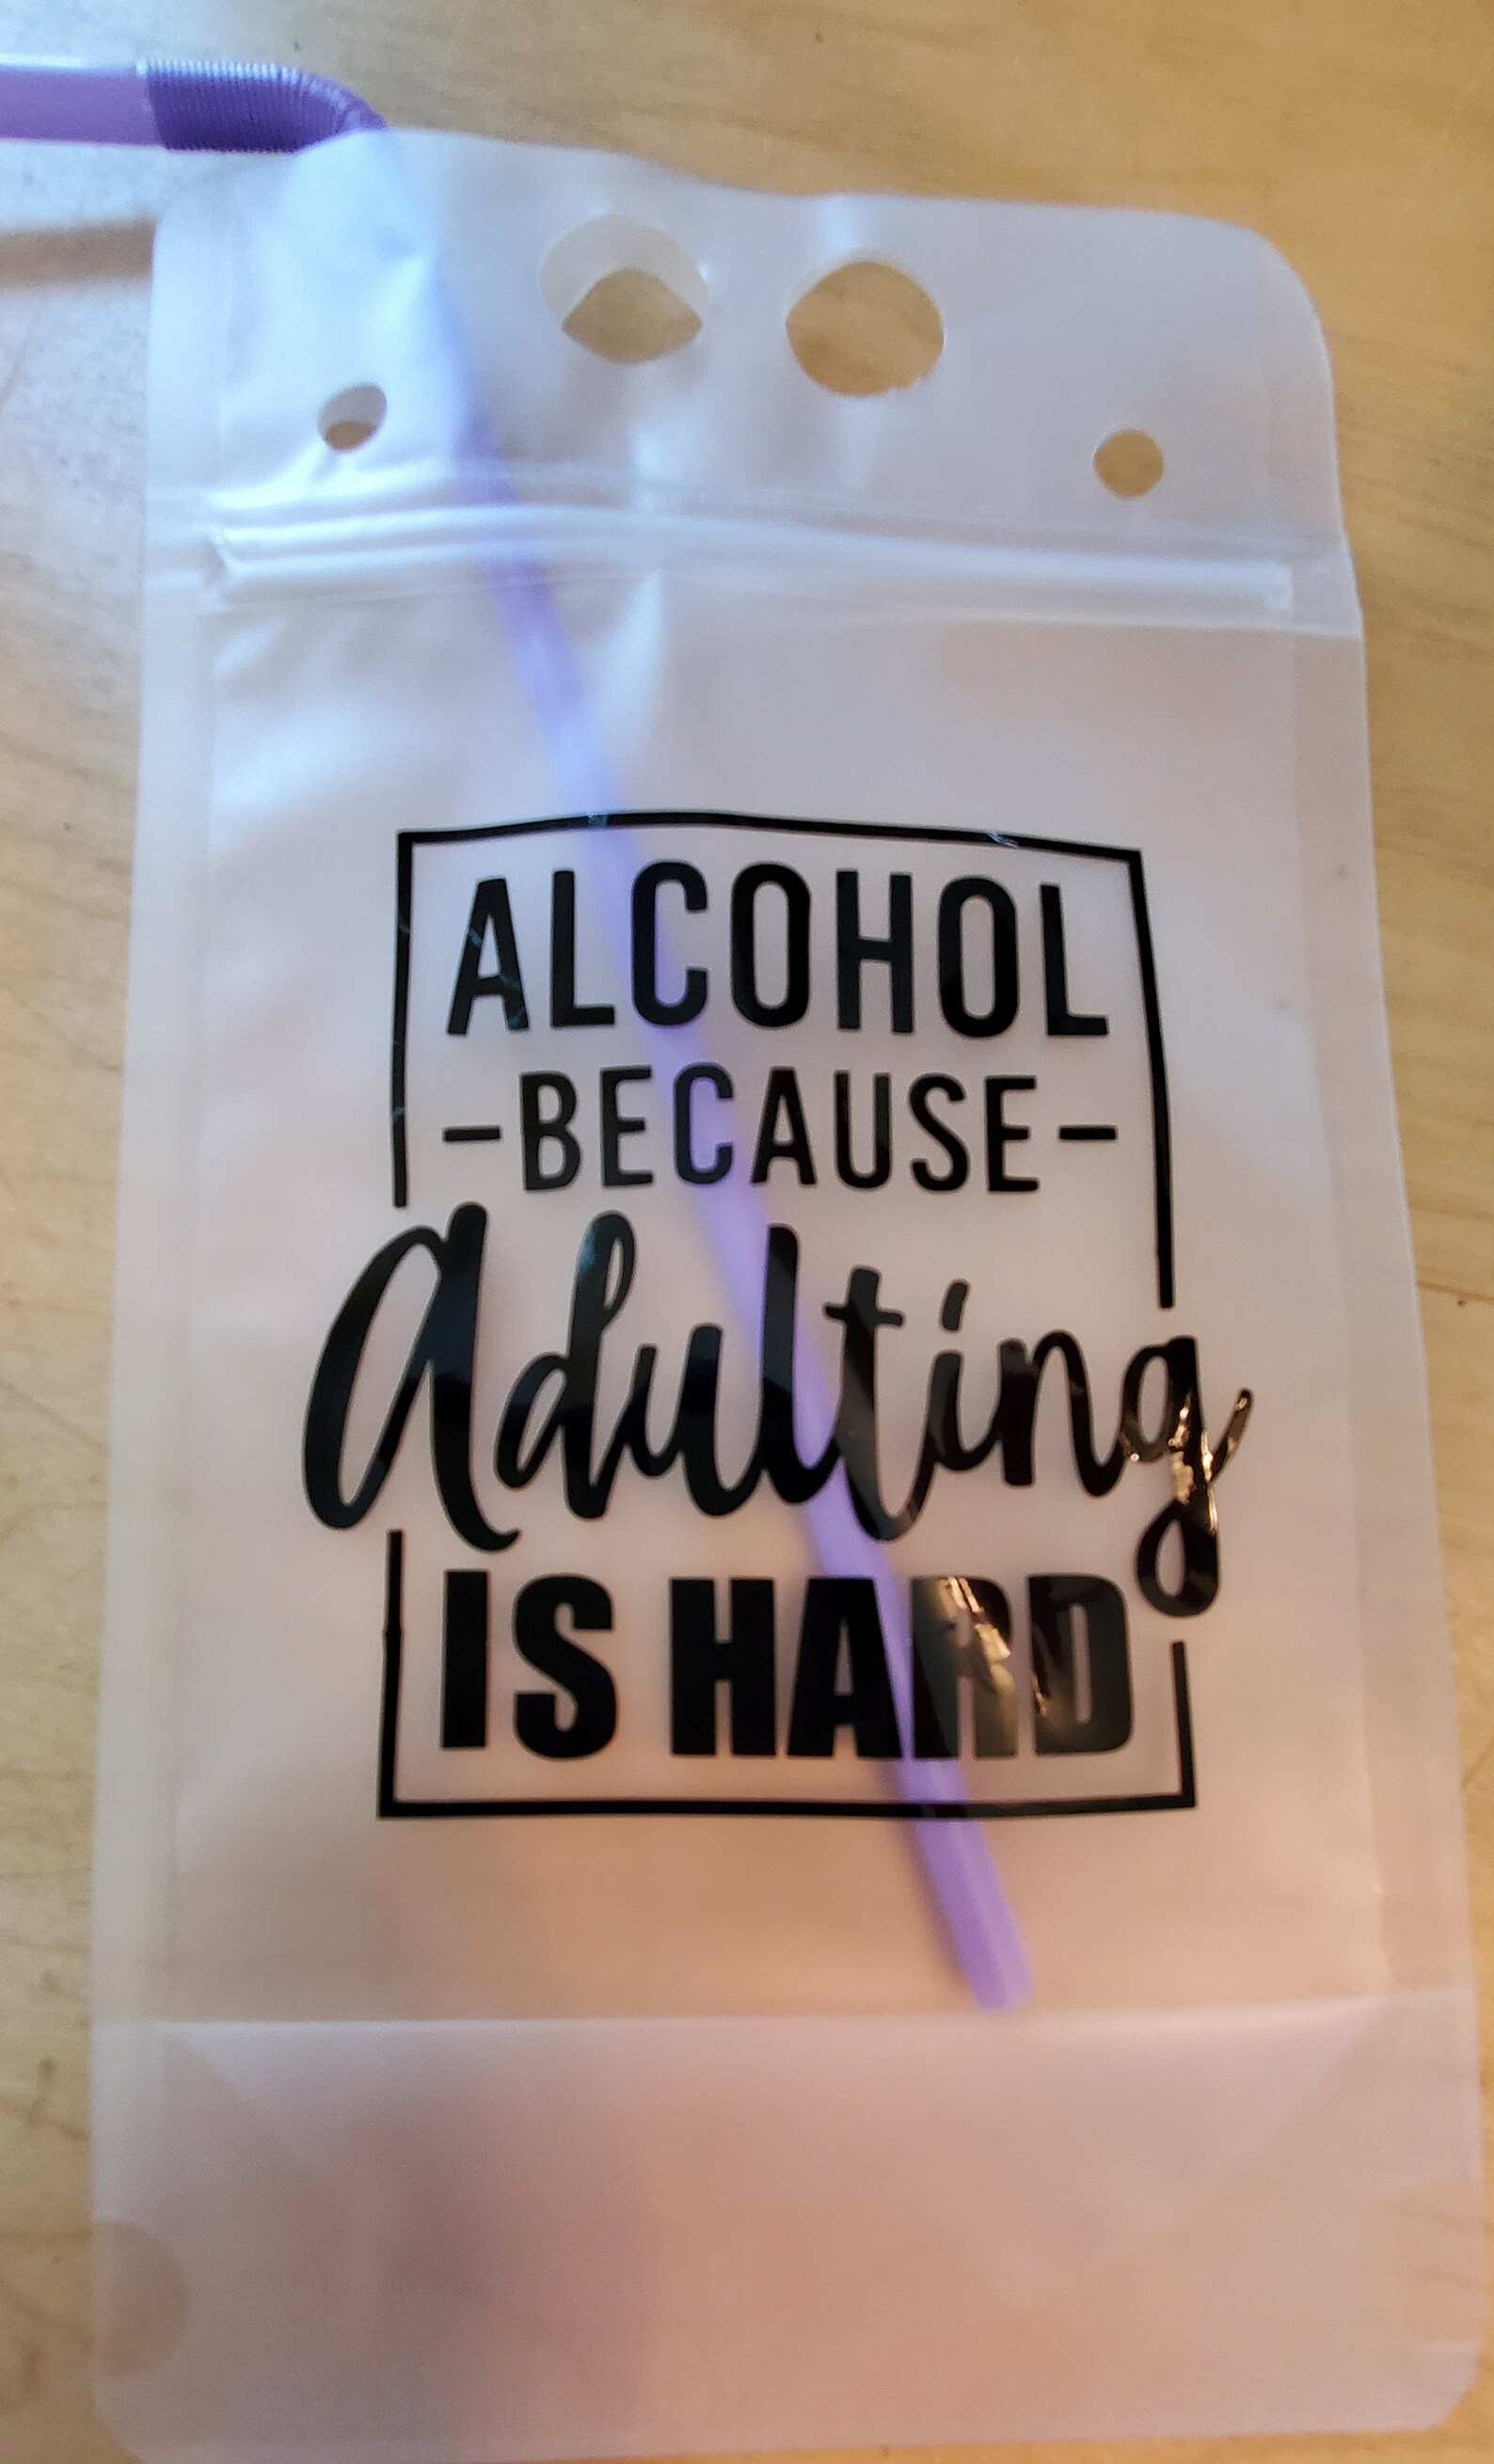 ALCOHOL
-BECAUSE-
Adulting
IS HARD